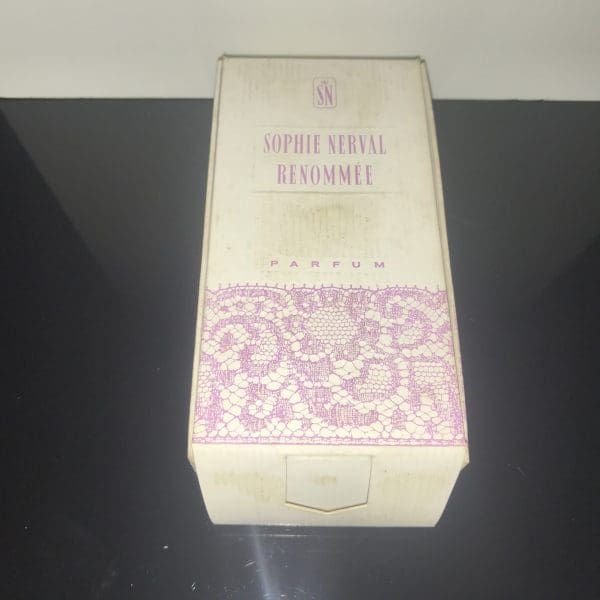 SN
SOPHIE NERVAL
RENOMMÉE
PARFUM